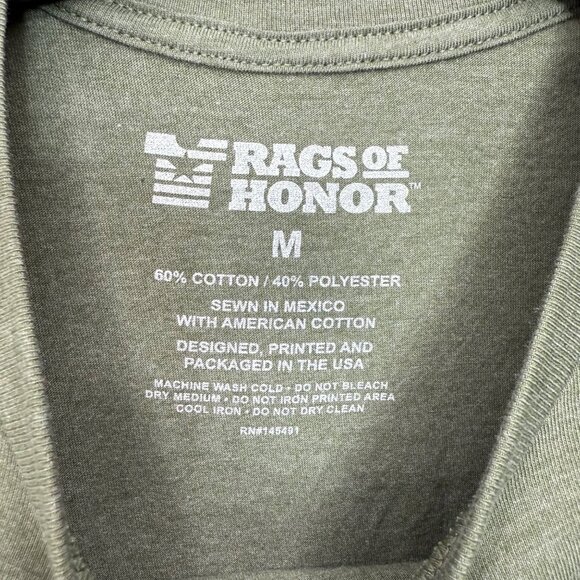 RAGS OF
HONOR™
M
60% COTTON / 40% POLYESTER
SEWN IN MEXICO
WITH AMERICAN COTTON
DESIGNED, PRINTED AND
PACKAGED IN THE USA
MACHINE WASH COLD • DO NOT BLEACH
DRY MEDIUM • DO NOT IRON PRINTED AREA
COOL IRON • DO NOT DRY CLEAN
RN#145491